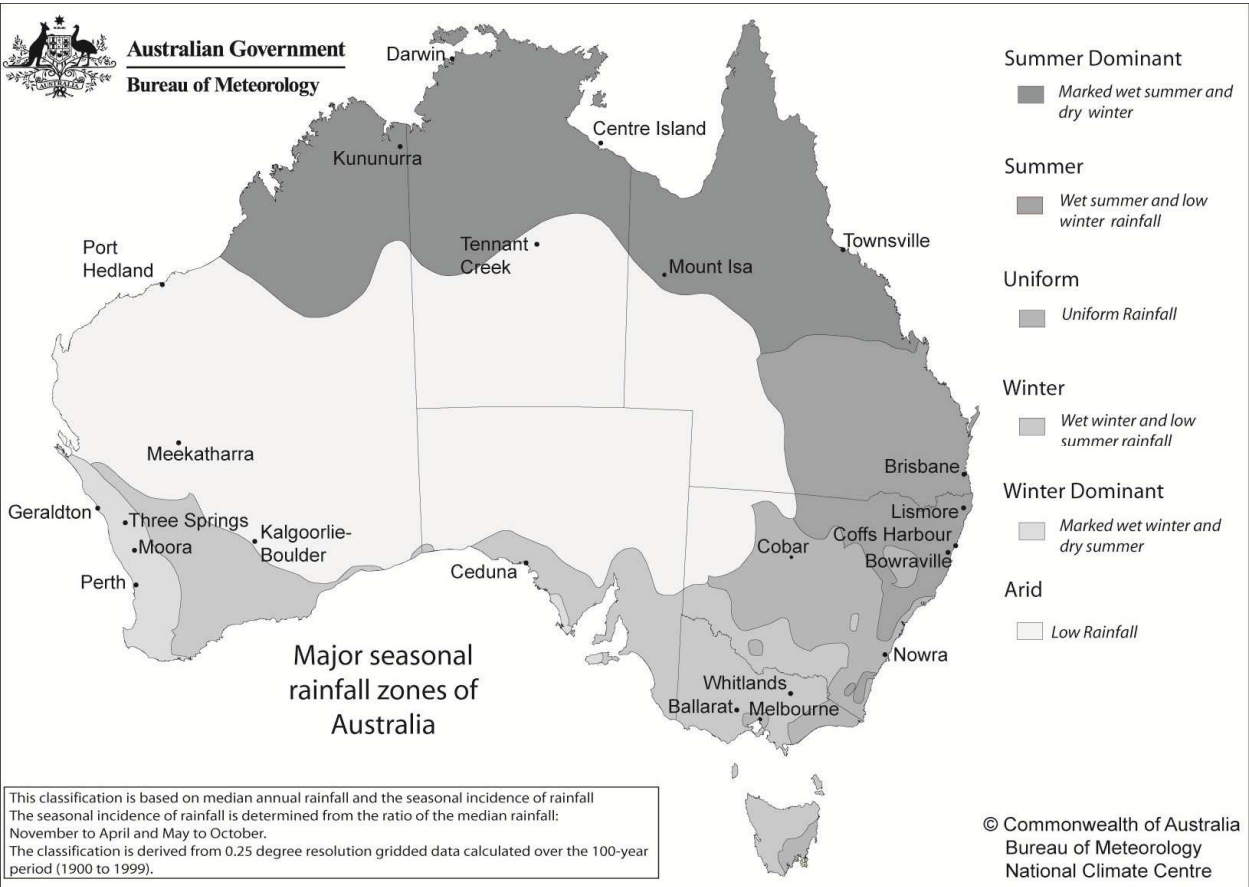 Australian Government
Bureau of Meteorology
AUSTRALIA
Darwin
Centre Island
Kununurra
Port
Hedland
Tennant
Creek
Townsville
Mount Isa
Meekatharra
Brisbane
Geraldton
Three Springs
Moora
Kalgoorlie-
Boulder
Lismore
Coffs Harbour
Cobar
Bowraville
Perth
Ceduna
Nowra
Whitlands
Ballarat
Melbourne
Major seasonal
rainfall zones of
Australia
Summer Dominant
Marked wet summer and
dry winter
Summer
Wet summer and low
winter rainfall
Uniform
Uniform Rainfall
Winter
Wet winter and low
summer rainfall
Winter Dominant
Marked wet winter and
dry summer
Arid
Low Rainfall
This classification is based on median annual rainfall and the seasonal incidence of rainfall
The seasonal incidence of rainfall is determined from the ratio of the median rainfall:
November to April and May to October.
The classification is derived from 0.25 degree resolution gridded data calculated over the 100-year
period (1900 to 1999).
© Commonwealth of Australia
Bureau of Meteorology
National Climate Centre